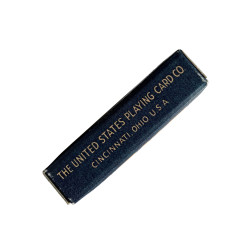 THE UNITED STATES PLAYING CARD CO
CINCINNATI, OHIO U.S.A